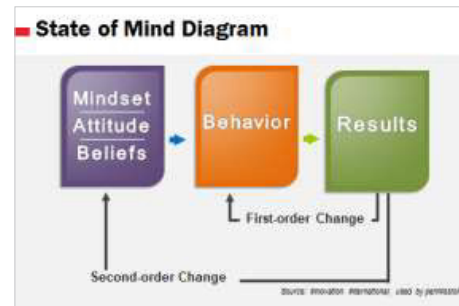 State of Mind Diagram
Mindset
Attitude
Beliefs
Behavior
Results
First-order Change
Second-order Change
Source: Innovation International, used by permission